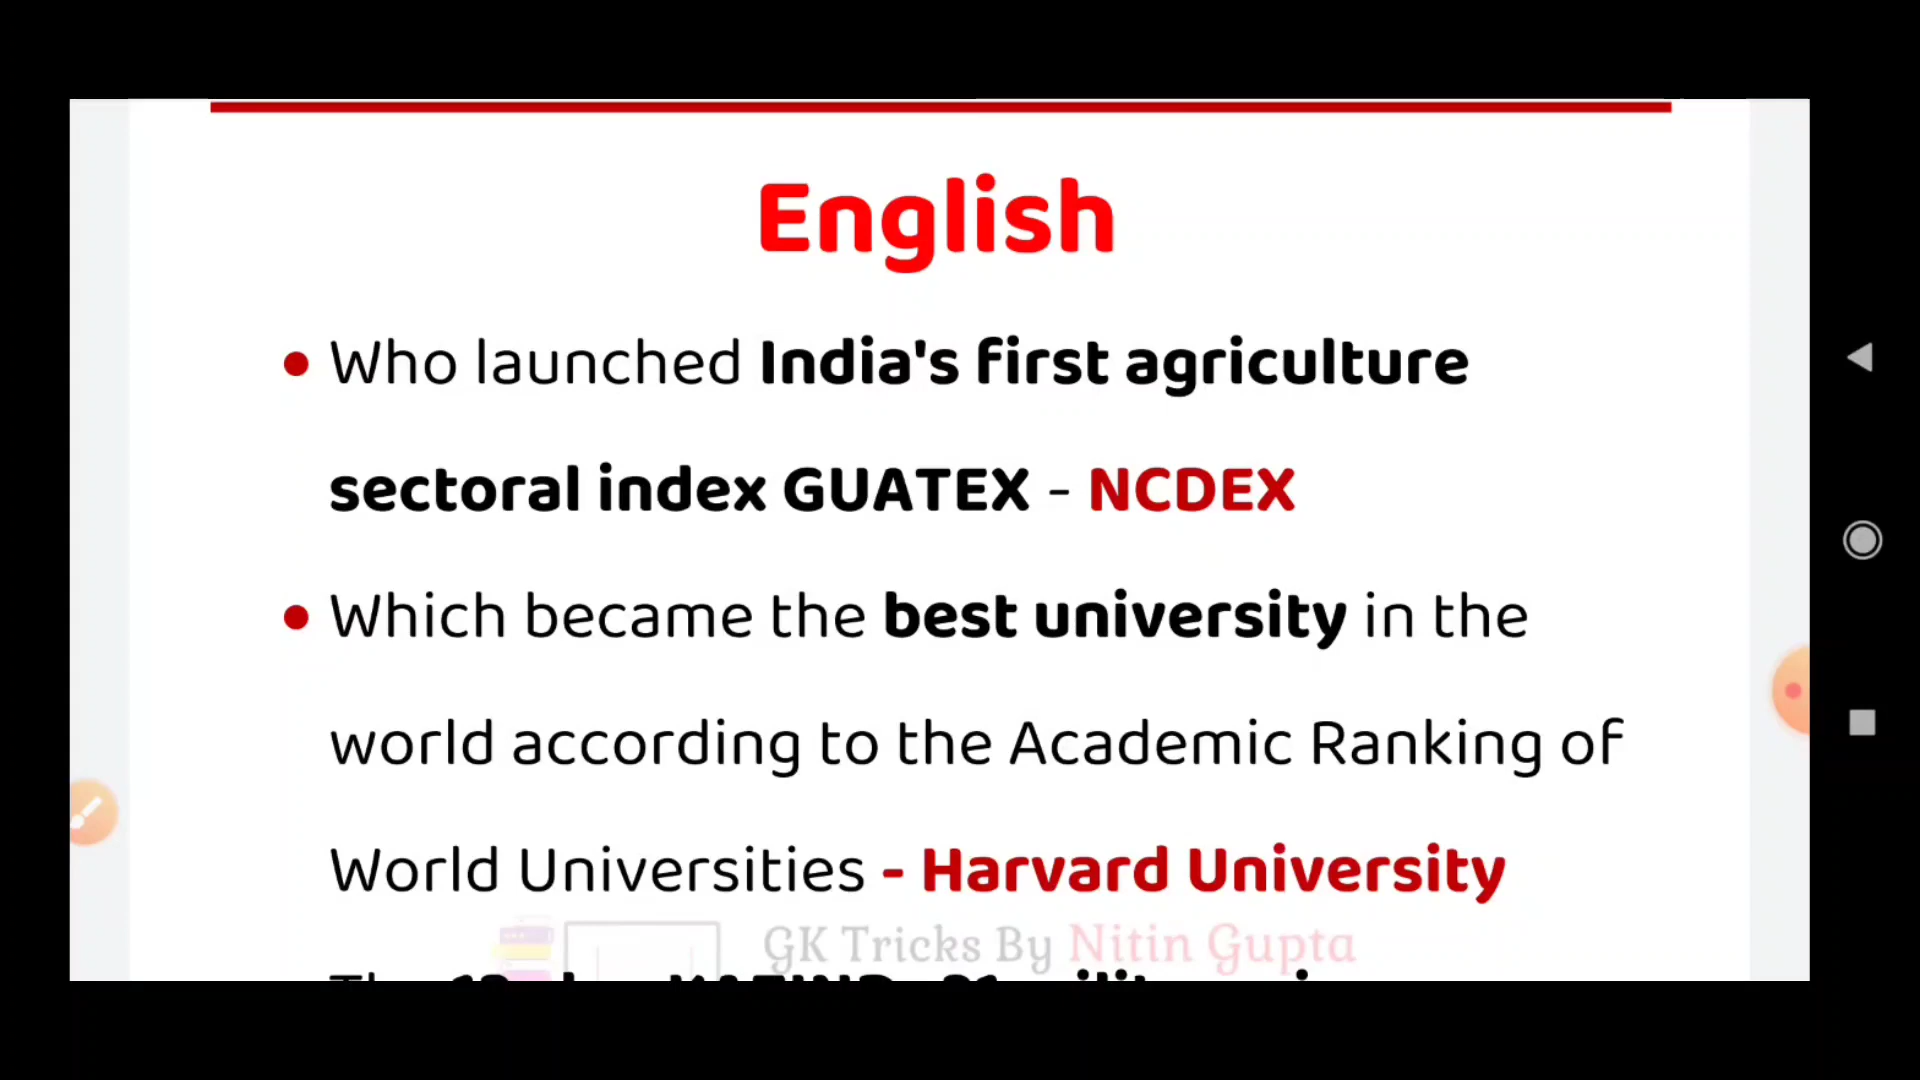 English
• Who launched India's first agriculture
sectoral index GUATEX - NCDEX
• Which became the best university in the
world according to the Academic Ranking of
World Universities - Harvard University
GK Tricks By Nitin Gupta